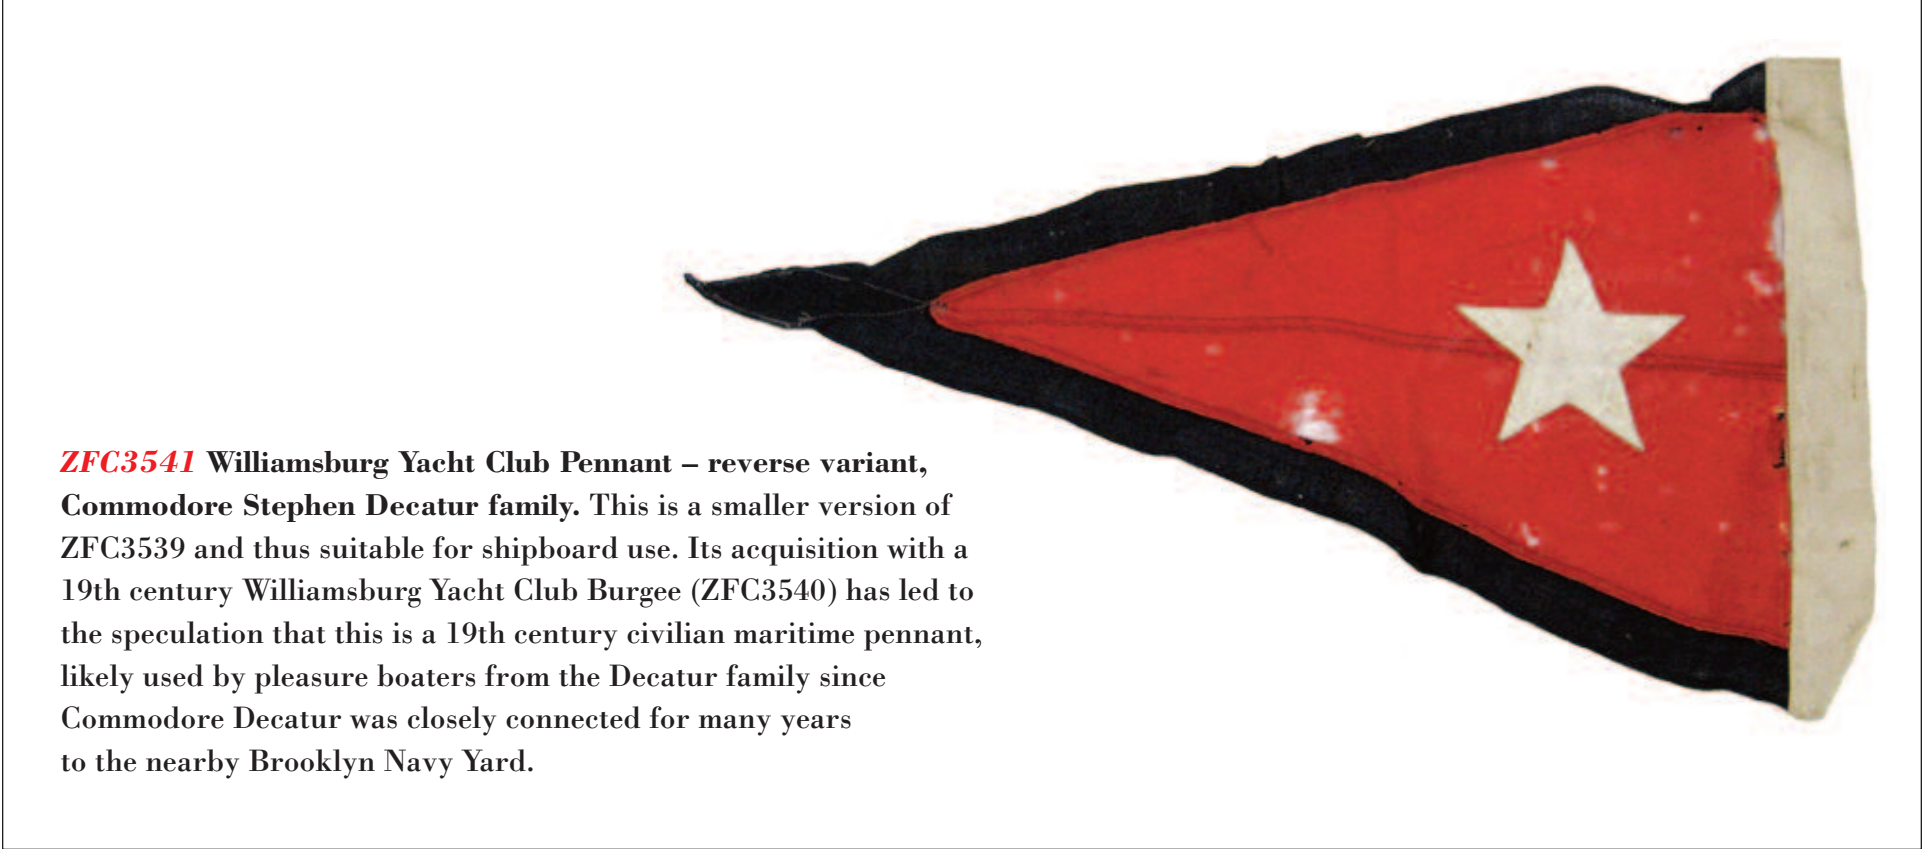 ZFC3541 Williamsburg Yacht Club Pennant – reverse variant,
Commodore Stephen Decatur family. This is a smaller version of
ZFC3539 and thus suitable for shipboard use. Its acquisition with a
19th century Williamsburg Yacht Club Burgee (ZFC3540) has led to
the speculation that this is a 19th century civilian maritime pennant,
likely used by pleasure boaters from the Decatur family since
Commodore Decatur was closely connected for many years
to the nearby Brooklyn Navy Yard.